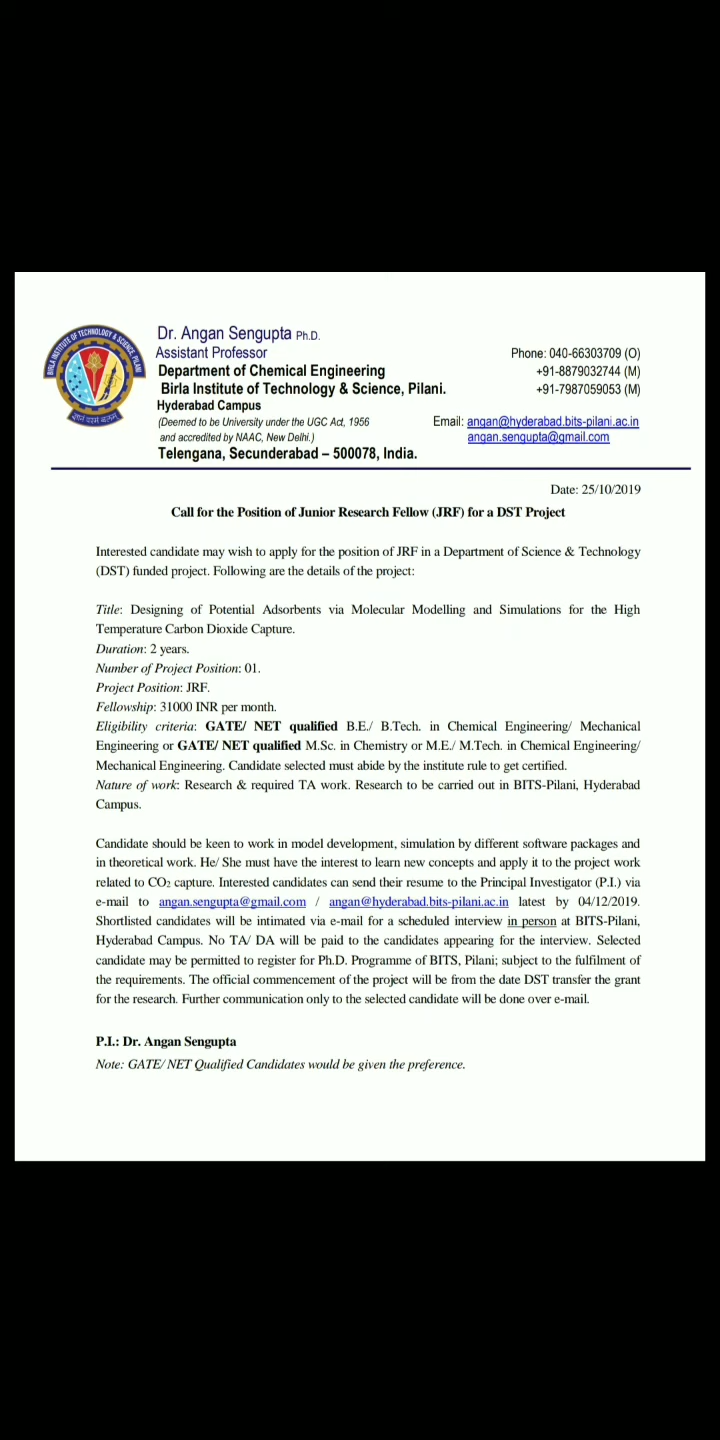 BIRLA INSTITUTE OF TECHNOLOGY & SCIENCE, PILANI
ज्ञानं परमं बलम्
Dr. Angan Sengupta Ph.D.
Assistant Professor
Department of Chemical Engineering
Birla Institute of Technology & Science, Pilani.
Hyderabad Campus
(Deemed to be University under the UGC Act, 1956
and accredited by NAAC, New Delhi.)
Telengana, Secunderabad – 500078, India.
Phone: 040-66303709 (O)
+91-8879032744 (M)
+91-7987059053 (M)
Email: angan@hyderabad.bits-pilani.ac.in
angan.sengupta@gmail.com
Date: 25/10/2019
Call for the Position of Junior Research Fellow (JRF) for a DST Project
Interested candidate may wish to apply for the position of JRF in a Department of Science & Technology
(DST) funded project. Following are the details of the project:
Title: Designing of Potential Adsorbents via Molecular Modelling and Simulations for the High
Temperature Carbon Dioxide Capture.
Duration: 2 years.
Number of Project Position: 01.
Project Position: JRF.
Fellowship: 31000 INR per month.
Eligibility criteria: GATE/ NET qualified B.E./ B.Tech. in Chemical Engineering/ Mechanical
Engineering or GATE/ NET qualified M.Sc. in Chemistry or M.E./ M.Tech. in Chemical Engineering/
Mechanical Engineering. Candidate selected must abide by the institute rule to get certified.
Nature of work: Research & required TA work. Research to be carried out in BITS-Pilani, Hyderabad
Campus.
Candidate should be keen to work in model development, simulation by different software packages and
in theoretical work. He/ She must have the interest to learn new concepts and apply it to the project work
related to CO₂ capture. Interested candidates can send their resume to the Principal Investigator (P.I.) via
e-mail to angan.sengupta@gmail.com / angan@hyderabad.bits-pilani.ac.in latest by 04/12/2019.
Shortlisted candidates will be intimated via e-mail for a scheduled interview in person at BITS-Pilani,
Hyderabad Campus. No TA/ DA will be paid to the candidates appearing for the interview. Selected
candidate may be permitted to register for Ph.D. Programme of BITS, Pilani; subject to the fulfilment of
the requirements. The official commencement of the project will be from the date DST transfer the grant
for the research. Further communication only to the selected candidate will be done over e-mail.
P.I.: Dr. Angan Sengupta
Note: GATE/ NET Qualified Candidates would be given the preference.